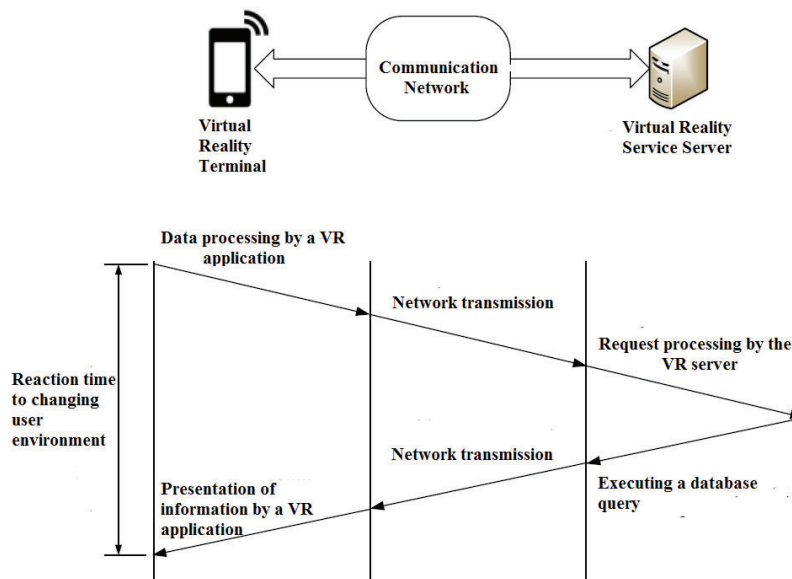 Communication
Network
Virtual
Reality
Terminal
Virtual Reality
Service Server
Data processing by a VR
application
Network transmission
Request processing by the
VR server
Reaction time
to changing
user
environment
Network transmission
Presentation of
information by a VR
application
Executing a database
query